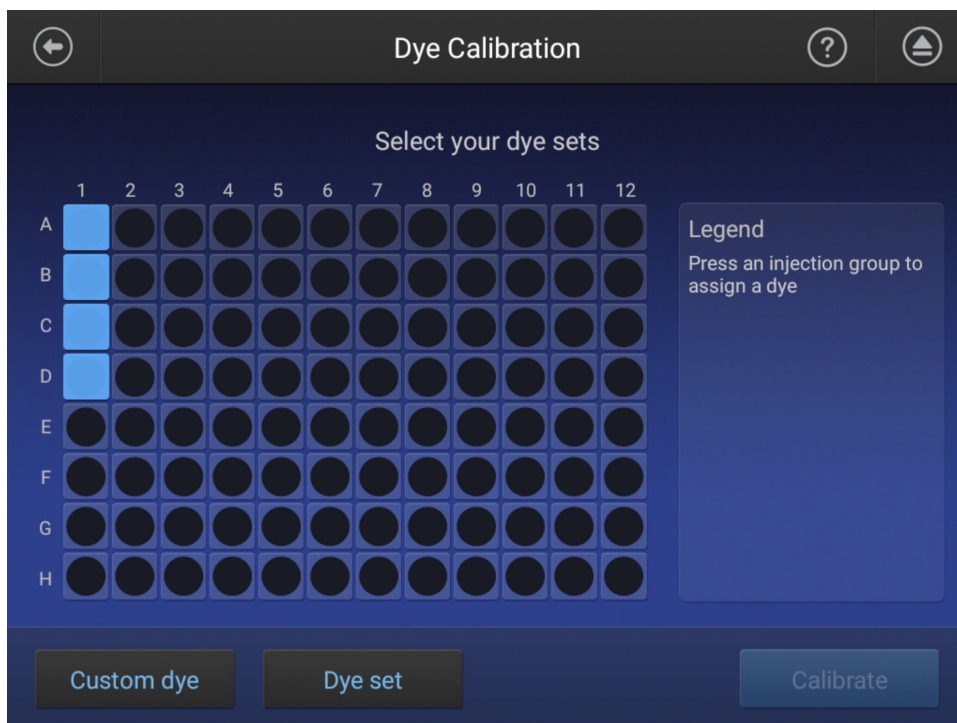 Dye Calibration
?
Select your dye sets
1 2 3 4 5 6 7 8 9 10 11 12
A
B
C
D
E
F
G
H
Legend
Press an injection group to
assign a dye
Custom dye
Dye set
Calibrate